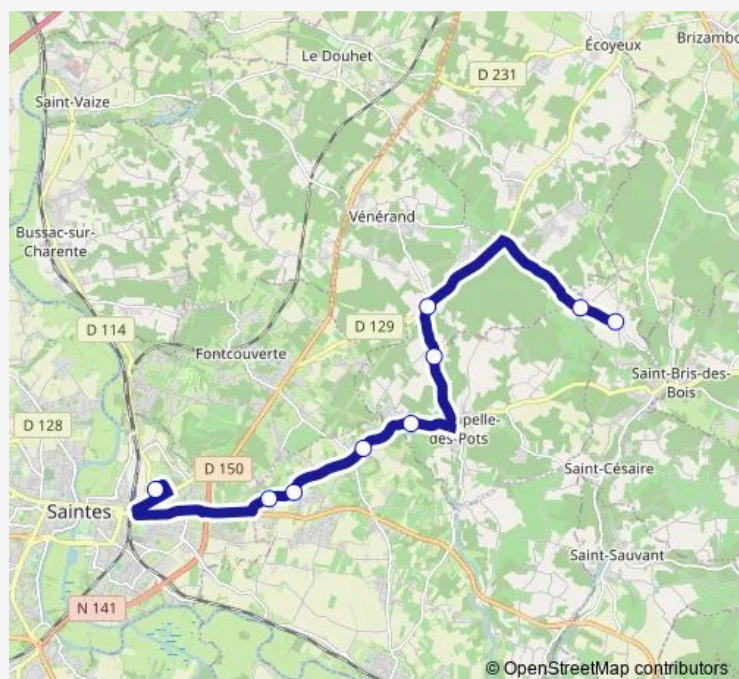 Le Douhet
Écoyeux
Brizambo
D 231
Saint-Vaize
Vénérand
Bussac-sur-
Charente
D 114
D 129
Fontcouverte
Saint-Bris-des-
Bois
D 128
pelle-
des-Pots
D 150
Saint-Césaire
Saintes
Saint-Sauvant
N 141
© OpenStreetMap contributors